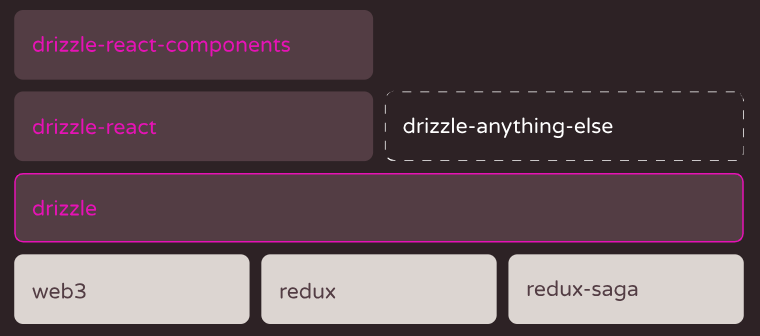 drizzle-react-components
drizzle-react
drizzle-anything-else
drizzle
web3
redux
redux-saga